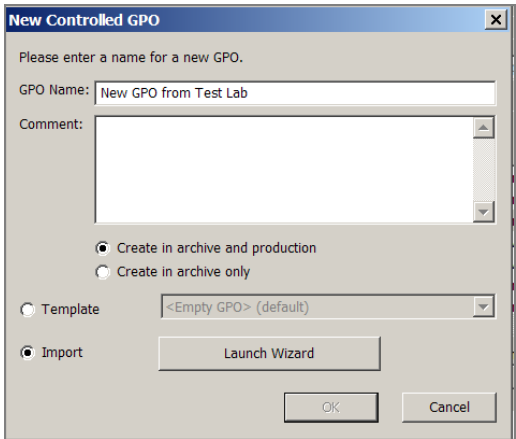 New Controlled GPO
Please enter a name for a new GPO.
GPO Name: New GPO from Test Lab
Comment:
Create in archive and production
Create in archive only
Template <Empty GPO> (default)
Import Launch Wizard
OK Cancel